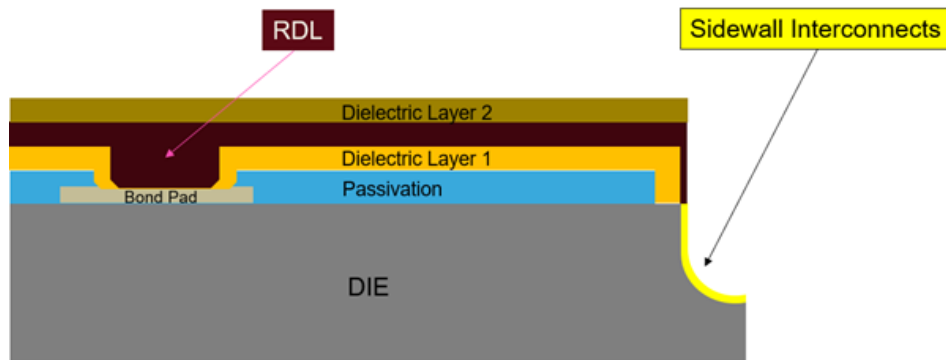 RDL
Sidewall Interconnects
Dielectric Layer 2
Dielectric Layer 1
Passivation
Bond Pad
DIE